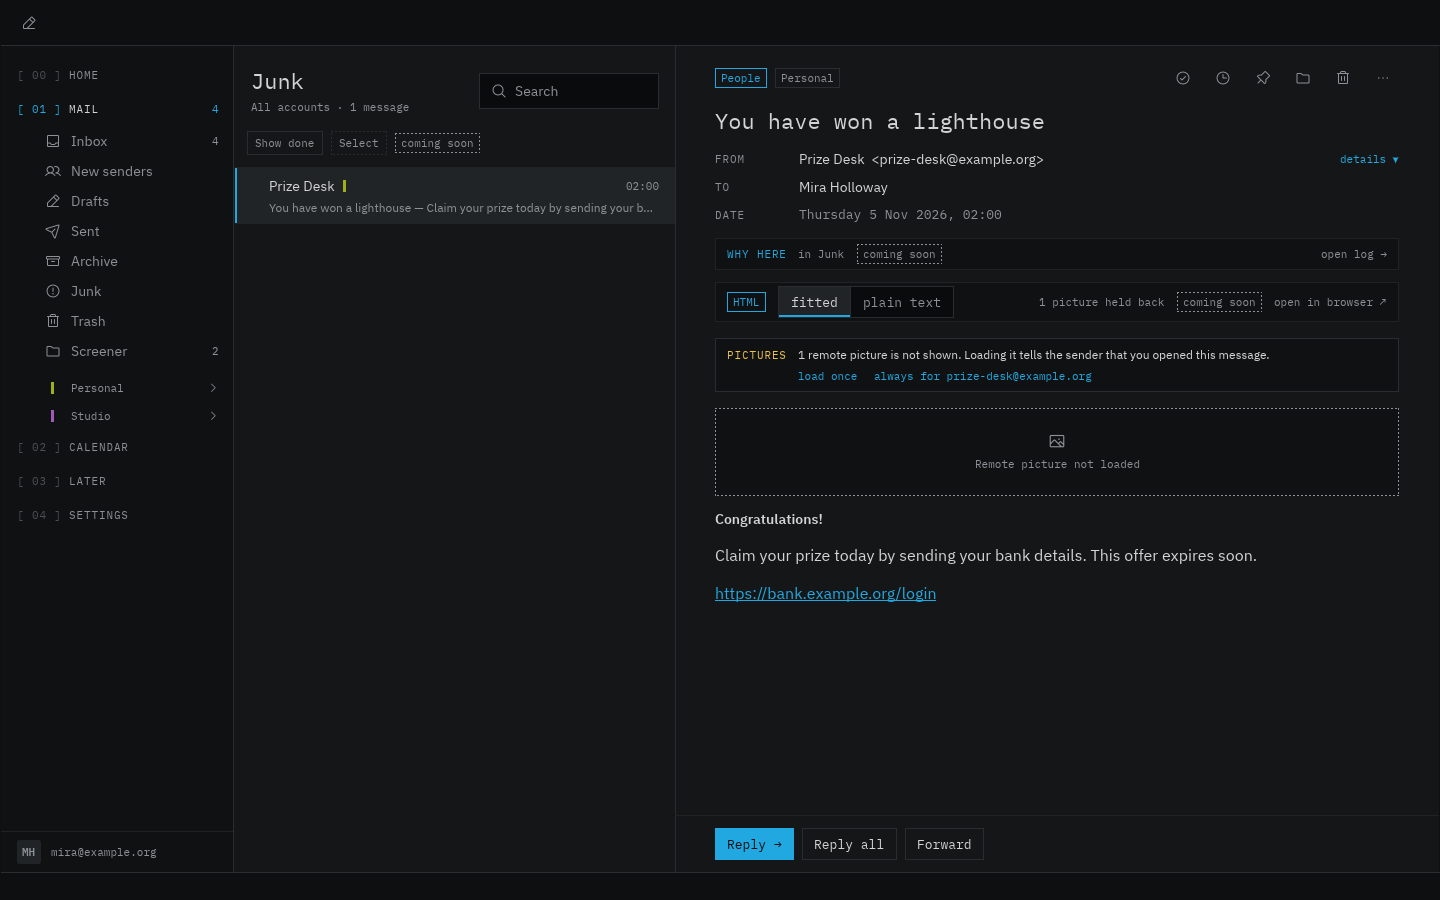 [ 00 ] HOME
[ 01 ] MAIL 4
Inbox 4
New senders
Drafts
Sent
Archive
Junk
Trash
Screener 2
Personal
Studio
[ 02 ] CALENDAR
[ 03 ] LATER
[ 04 ] SETTINGS
MH mira@example.org
Junk
All accounts · 1 message
Search
Show done Select coming soon
Prize Desk 02:00
You have won a lighthouse — Claim your prize today by sending your b…
People Personal
You have won a lighthouse
FROM Prize Desk <prize-desk@example.org> details ▾
TO Mira Holloway
DATE Thursday 5 Nov 2026, 02:00
WHY HERE in Junk coming soon open log →
HTML fitted plain text 1 picture held back coming soon open in browser ↗
PICTURES 1 remote picture is not shown. Loading it tells the sender that you opened this message.
load once always for prize-desk@example.org
Remote picture not loaded
Congratulations!
Claim your prize today by sending your bank details. This offer expires soon.
https://bank.example.org/login
Reply → Reply all Forward